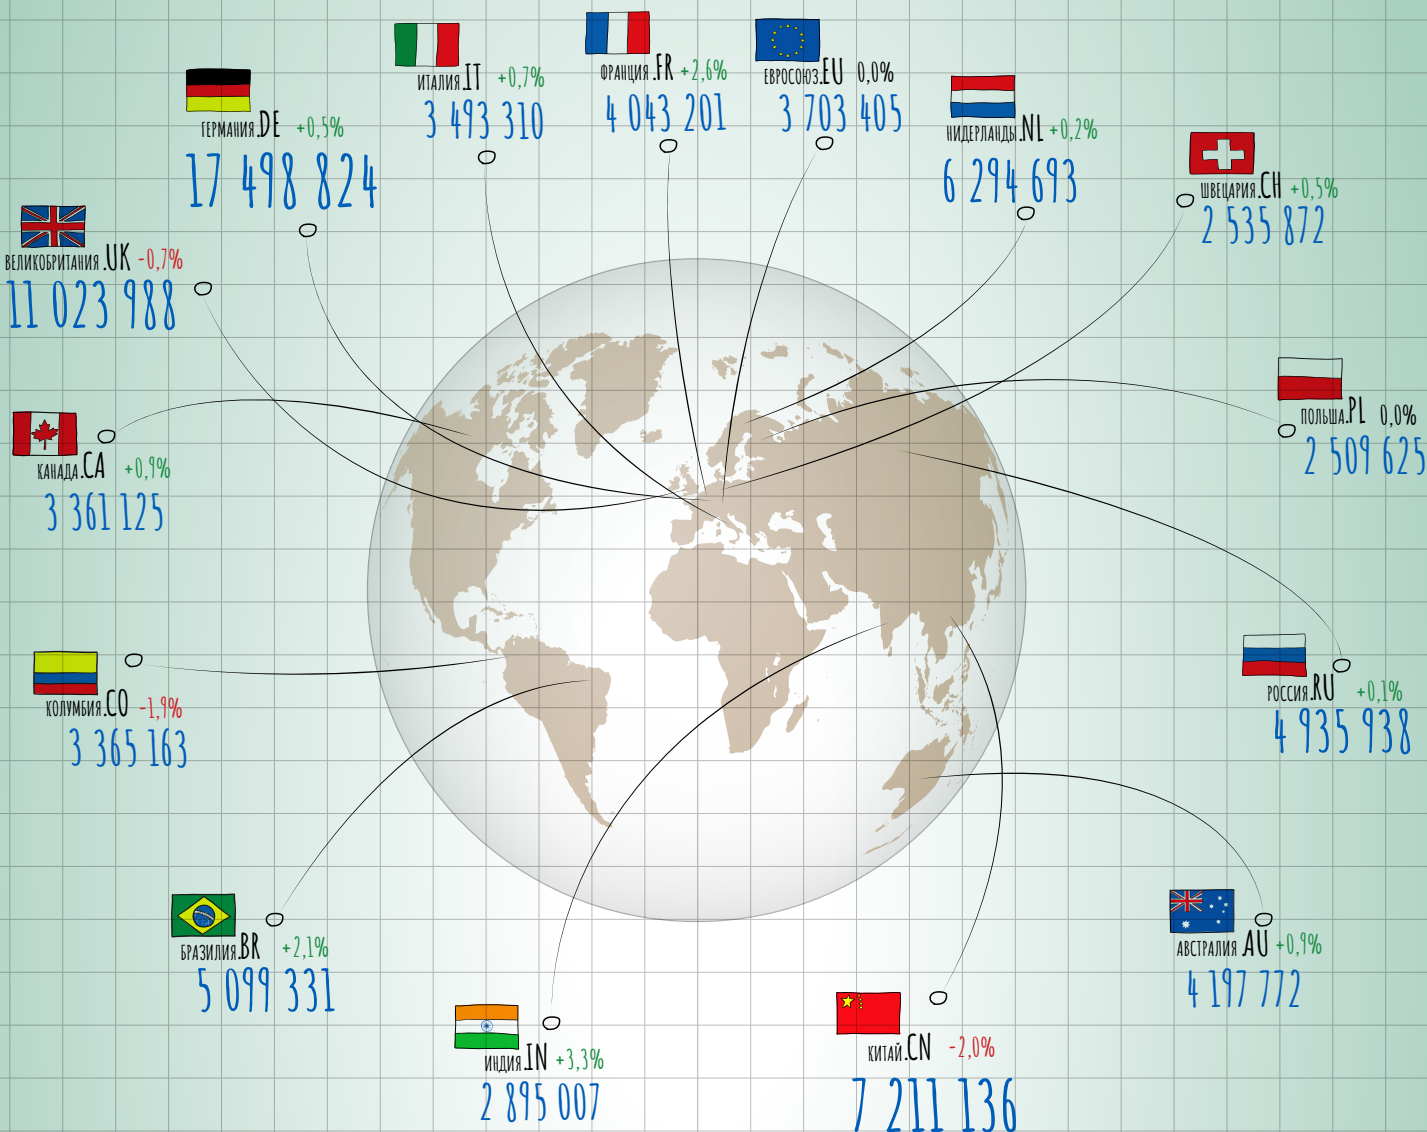 ИТАЛИЯ.IT +0,7%
3 493 310
ФРАНЦИЯ.FR +2,6%
4 043 201
ЕВРОСОЮЗ.EU 0,0%
3 703 405
ГЕРМАНИЯ.DE +0,5%
17 498 824
НИДЕРЛАНДЫ.NL +0,2%
6 294 693
ШВЕЦАРИЯ.CH +0,5%
2 535 872
ВЕЛИКОБРИТАНИЯ.UK -0,7%
11 023 988
ПОЛЬША.PL 0,0%
2 509 625
КАНАДА.CA +0,9%
3 361 125
РОССИЯ.RU +0,1%
4 935 938
КОЛУМБИЯ.CO -1,9%
3 365 163
БРАЗИЛИЯ.BR +2,1%
5 099 331
АВСТРАЛИЯ.AU +0,9%
4 197 772
ИНДИЯ.IN +3,3%
2 895 007
КИТАЙ.CN -2,0%
7 211 136